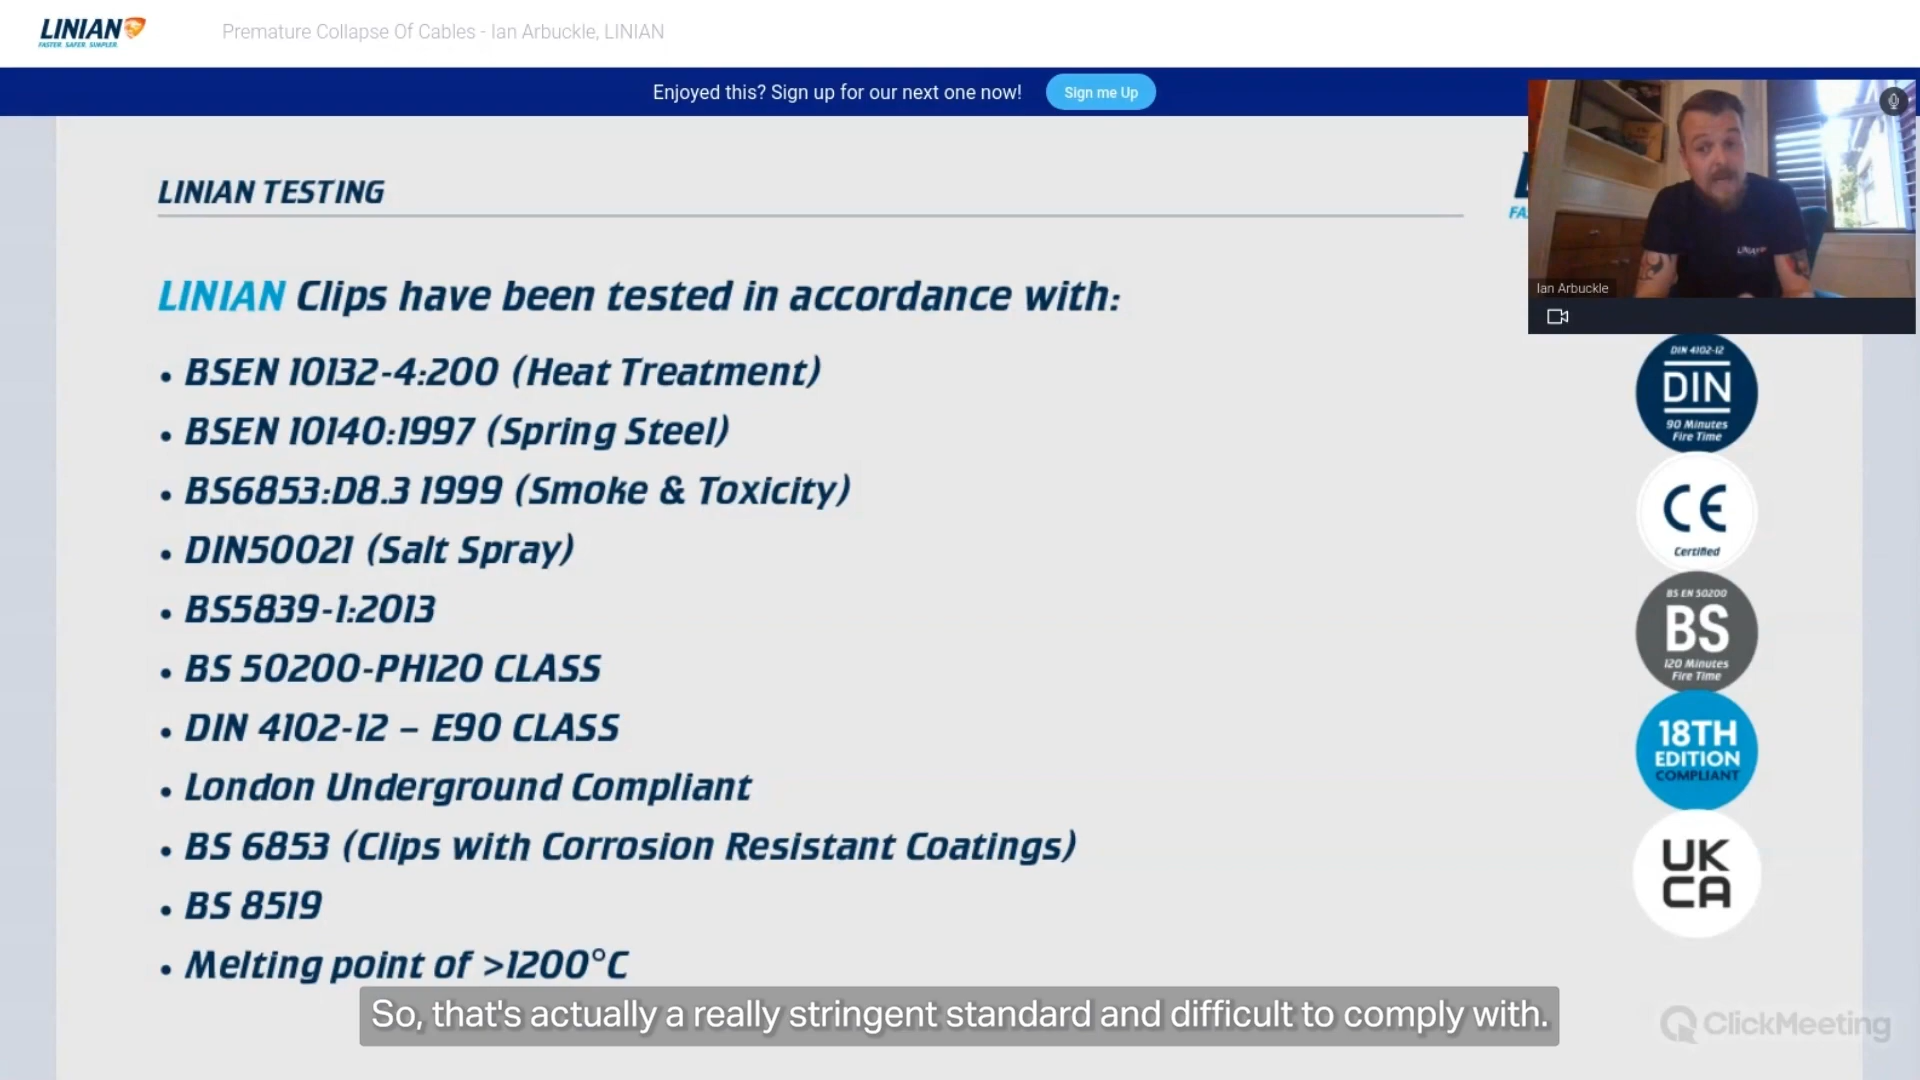 LINIAN
FASTER. SAFER. SIMPLER.
Premature Collapse Of Cables - Ian Arbuckle, LINIAN
Enjoyed this? Sign up for our next one now!
Sign me Up
LINIAN TESTING
FAS
LINIAN
Ian Arbuckle
LINIAN Clips have been tested in accordance with:
• BSEN 10132-4:200 (Heat Treatment)
• BSEN 10140:1997 (Spring Steel)
• BS6853:D8.3 1999 (Smoke & Toxicity)
• DIN50021 (Salt Spray)
• BS5839-1:2013
• BS 50200-PH120 CLASS
• DIN 4102-12 – E90 CLASS
• London Underground Compliant
• BS 6853 (Clips with Corrosion Resistant Coatings)
• BS 8519
• Melting point of >1200°C
DIN 4102-12
DIN
90 Minutes
Fire Time
CE
Certified
BS EN 50200
BS
120 Minutes
Fire Time
18TH
EDITION
COMPLIANT
UK
CA
So, that's actually a really stringent standard and difficult to comply with.
ClickMeeting